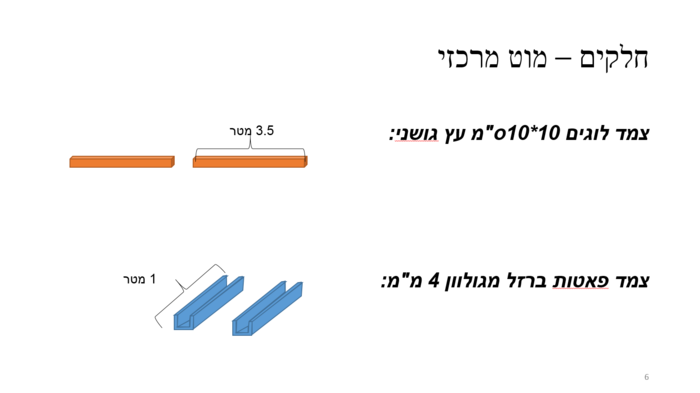 חלקים – מוט מרכזי
צמד לוגים 10*10ס"מ עץ גושני:
3.5 מטר
צמד פאטות ברזל מגולוון 4 מ"מ:
1 מטר
6